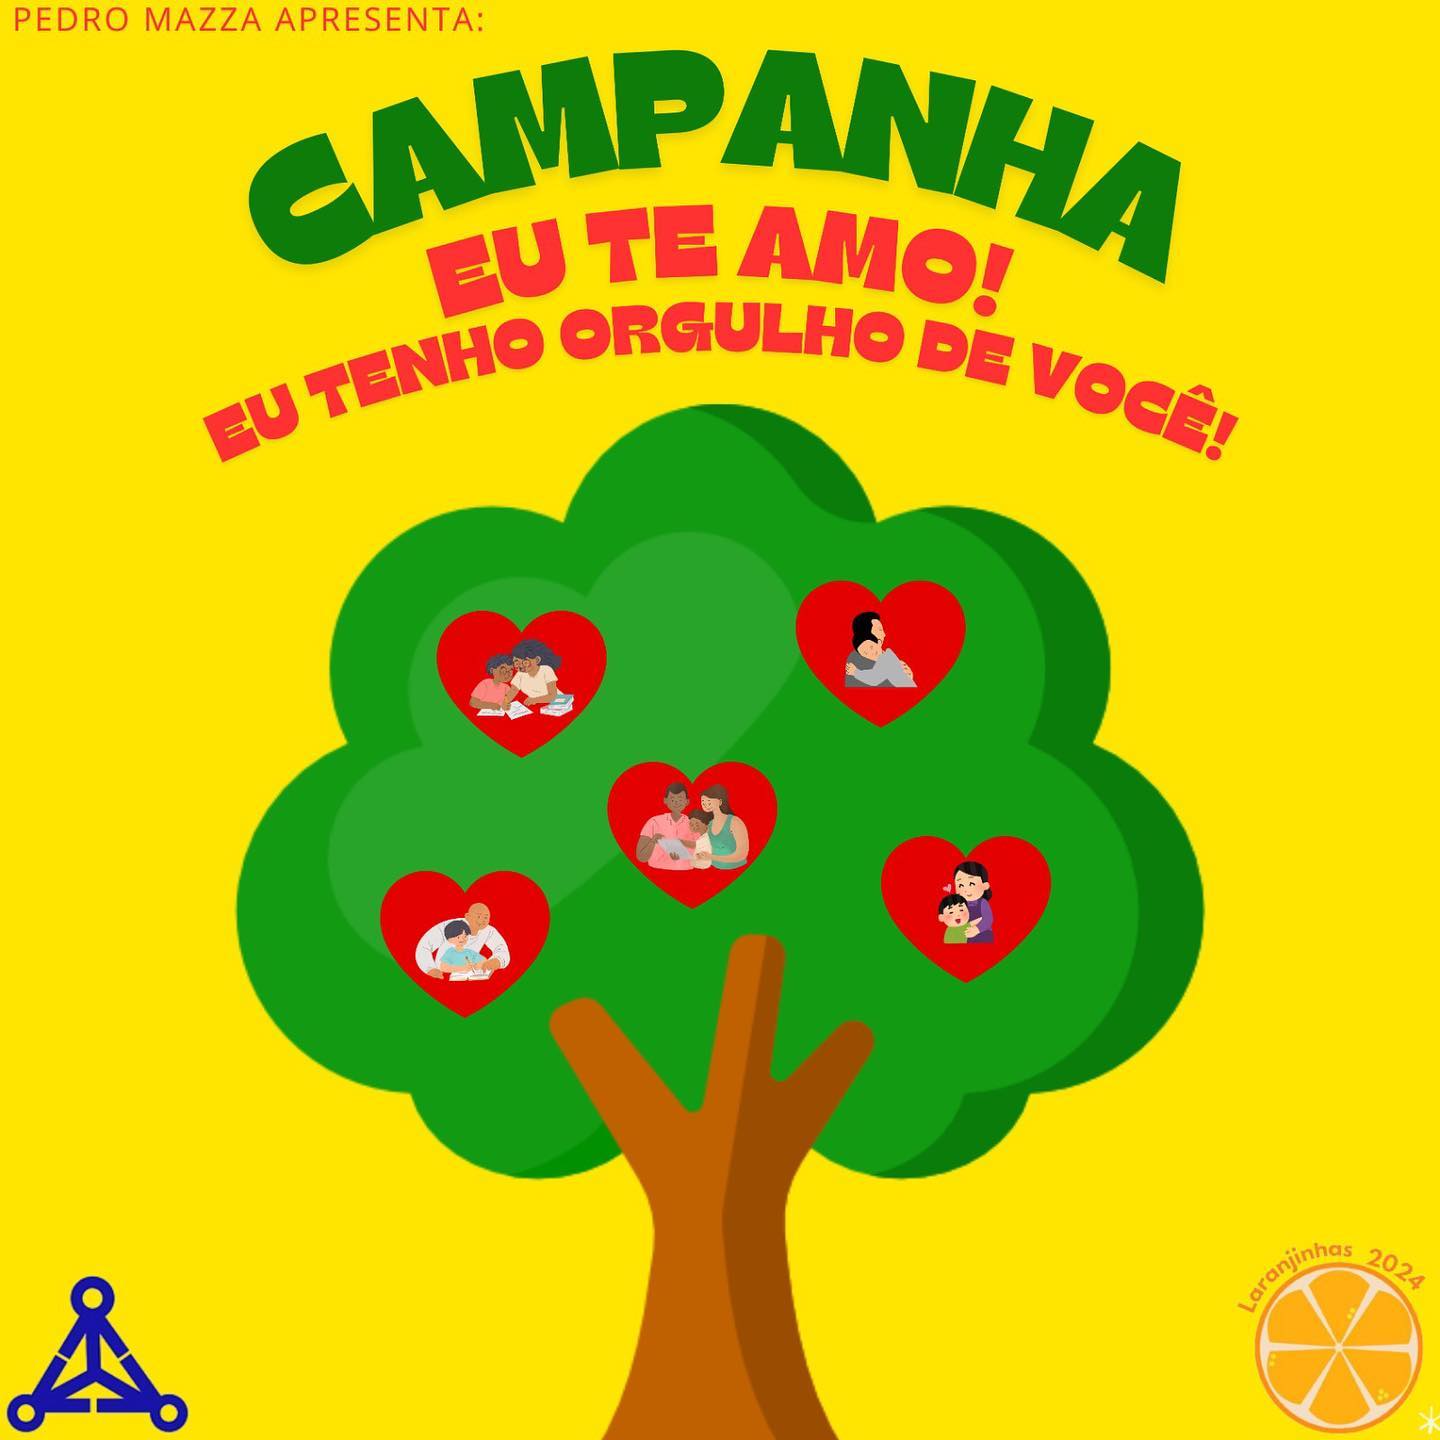 PEDRO MAZZA APRESENTA:
CAMPANHA
EU TE AMO!
EU TENHO ORGULHO DE VOCÊ!
Laranjinhas 2024